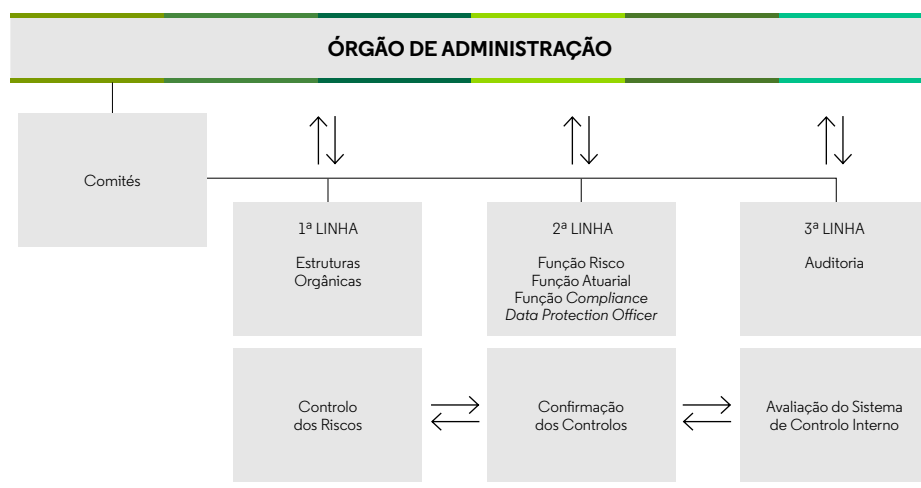 ÓRGÃO DE ADMINISTRAÇÃO
Comités
1ª LINHA
Estruturas
Orgânicas
2ª LINHA
Função Risco
Função Atuarial
Função Compliance
Data Protection Officer
3ª LINHA
Auditoria
Controlo
dos Riscos
Confirmação
dos Controlos
Avaliação do Sistema
de Controlo Interno